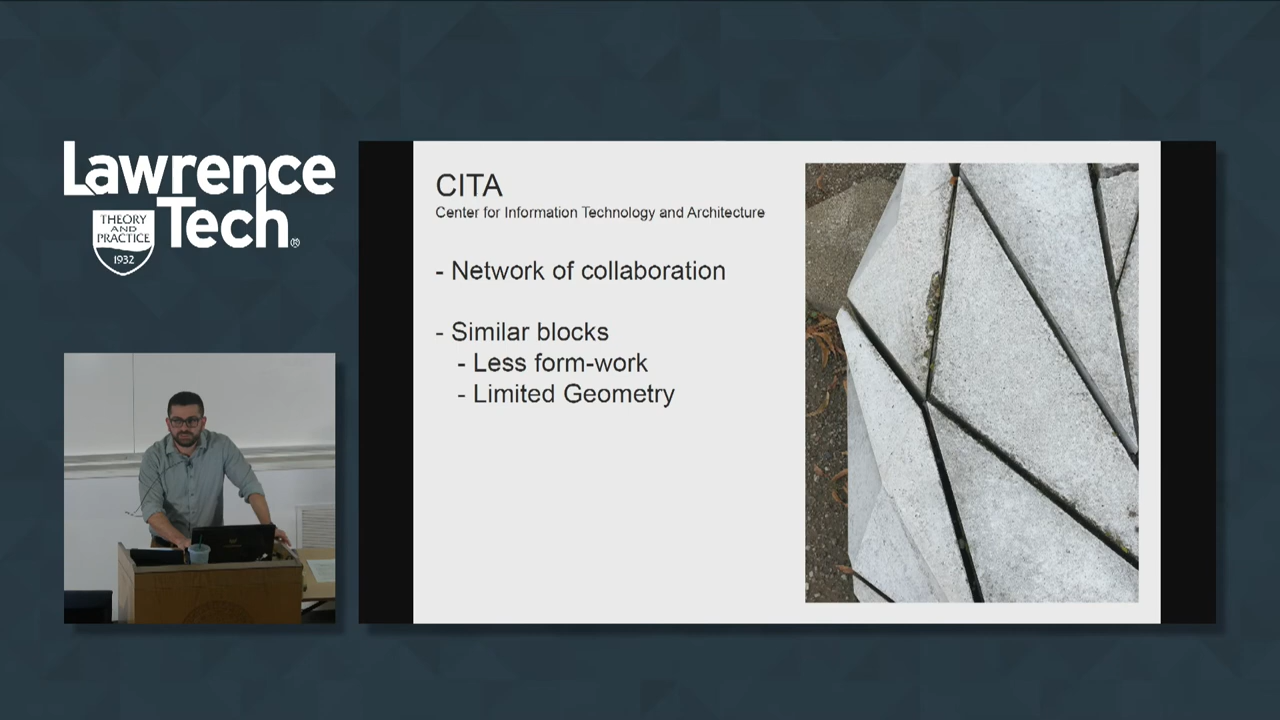 Lawrence
Tech®
THEORY
AND
PRACTICE
1932
CITA
Center for Information Technology and Architecture
- Network of collaboration
- Similar blocks
- Less form-work
- Limited Geometry